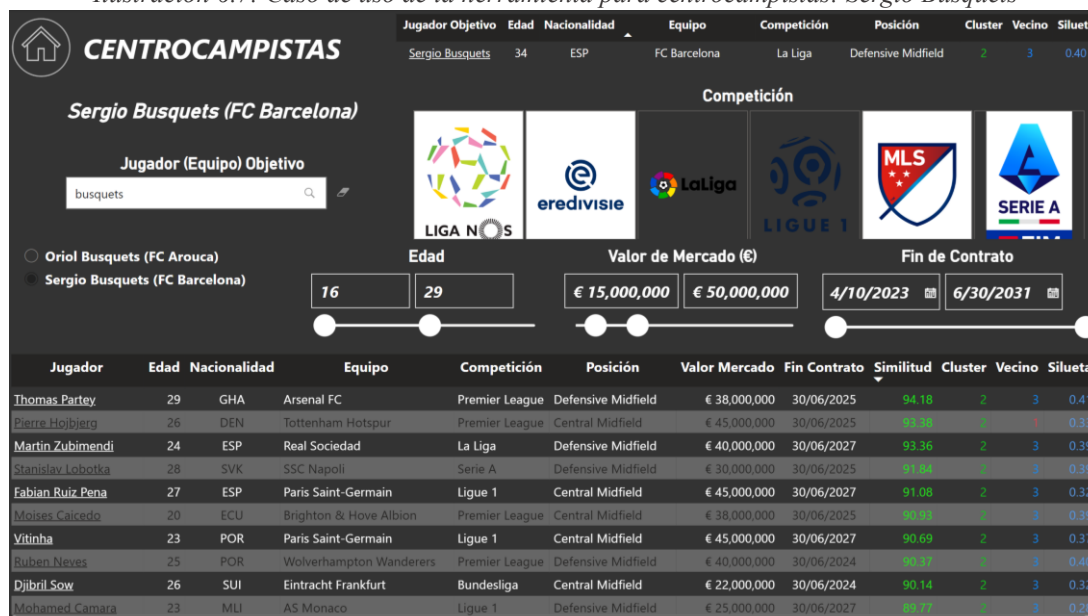 Ilustración 6.7: Caso de uso de la herramienta para centrocampistas: Sergio Busquets
CENTROCAMPISTAS
Jugador Objetivo Edad Nacionalidad Equipo Competición Posición Cluster Vecino Silueta
Sergio Busquets 34 ESP FC Barcelona La Liga Defensive Midfield 2 3 0.40
Sergio Busquets (FC Barcelona)
Jugador (Equipo) Objetivo
busquets
Oriol Busquets (FC Arouca)
Sergio Busquets (FC Barcelona)
Competición
LIGA NOS
eredivisie
LaLiga
LIGUE 1
MLS
SERIE A
Edad
16 29
Valor de Mercado (€)
€ 15,000,000 € 50,000,000
Fin de Contrato
4/10/2023 6/30/2031
Jugador Edad Nacionalidad Equipo Competición Posición Valor Mercado Fin Contrato Similitud Cluster Vecino Silueta
Thomas Partey 29 GHA Arsenal FC Premier League Defensive Midfield € 38,000,000 30/06/2025 94.18 2 3 0.41
Pierre Hojbjerg 26 DEN Tottenham Hotspur Premier League Central Midfield € 45,000,000 30/06/2025 93.38 2 1
Martin Zubimendi 24 ESP Real Sociedad La Liga Defensive Midfield € 40,000,000 30/06/2027 93.36 2 3 0.39
Stanislav Lobotka 28 SVK SSC Napoli Serie A Defensive Midfield € 30,000,000 30/06/2025 91.84 2 3
Fabian Ruiz Pena 27 ESP Paris Saint-Germain Ligue 1 Central Midfield € 45,000,000 30/06/2027 91.08 2 3 0.32
Moises Caicedo 20 ECU Brighton & Hove Albion Premier League Central Midfield € 38,000,000 30/06/2025 90.93 2 3
Vitinha 23 POR Paris Saint-Germain Ligue 1 Central Midfield € 45,000,000 30/06/2027 90.69 2 3 0.37
Ruben Neves 25 POR Wolverhampton Wanderers Premier League Defensive Midfield € 40,000,000 30/06/2024 90.37 2 3
Djibril Sow 26 SUI Eintracht Frankfurt Bundesliga Central Midfield € 22,000,000 30/06/2024 90.14 2 3 0.32
Mohamed Camara 23 MLI AS Monaco Ligue 1 Defensive Midfield € 25,000,000 30/06/2027 89.77 2 3